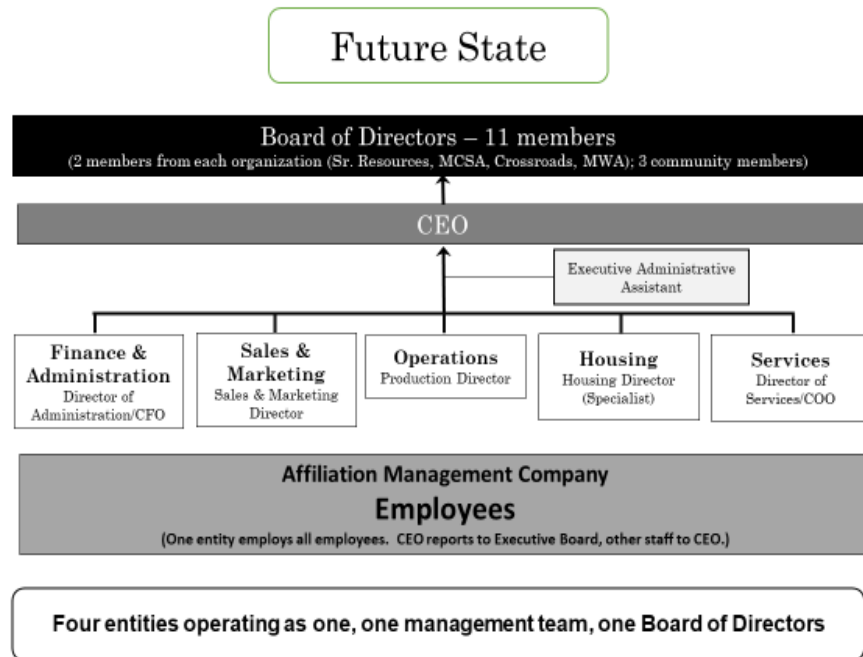 Future State
Board of Directors – 11 members
(2 members from each organization (Sr. Resources, MCSA, Crossroads, MWA); 3 community members)
CEO
Executive Administrative
Assistant
Finance &
Administration
Director of
Administration/CFO
Sales &
Marketing
Sales & Marketing
Director
Operations
Production Director
Housing
Housing Director
(Specialist)
Services
Director of
Services/COO
Affiliation Management Company
Employees
(One entity employs all employees.  CEO reports to Executive Board, other staff to CEO.)
Four entities operating as one, one management team, one Board of Directors